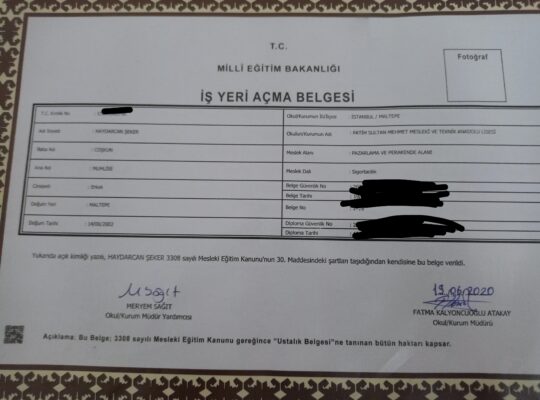 T.C.
MİLLÎ EĞİTİM BAKANLIĞI
Fotoğraf
İŞ YERİ AÇMA BELGESİ
T.C. Kimlik No :
Okul/Kurumun İl/İlçesi : İSTANBUL / MALTEPE
Adı Soyadı : HAYDARCAN ŞEKER
Okulun/Kurumun Adı : FATİH SULTAN MEHMET MESLEKİ VE TEKNİK ANADOLU LİSESİ
Baba Adı : COŞKUN
Meslek Alanı : PAZARLAMA VE PERAKENDE ALANI
Ana Adı :
Meslek Dalı : Sigortacılık
Cinsiyeti : Erkek
Belge Güvenlik No
Belge Tarihi
Doğum Yeri : MALTEPE
Belge No
Doğum Tarihi : 14/06/2002
Diploma Güvenlik No
Diploma Tarihi
Yukarıda açık kimliği yazılı, HAYDARCAN ŞEKER 3308 sayılı Mesleki Eğitim Kanunu'nun 30. Maddesindeki şartları taşıdığından kendisine bu belge verildi.
MSağıt
19.06.2020
MERYEM SAĞIT
FATMA KALYONCUOĞLU ATAKAY
Okul/Kurum Müdür Yardımcısı
Okul/Kurum Müdürü
Açıklama: Bu Belge: 3308 sayılı Mesleki Eğitim Kanunu gereğince "Ustalık Belgesi"ne tanınan bütün hakları kapsar.